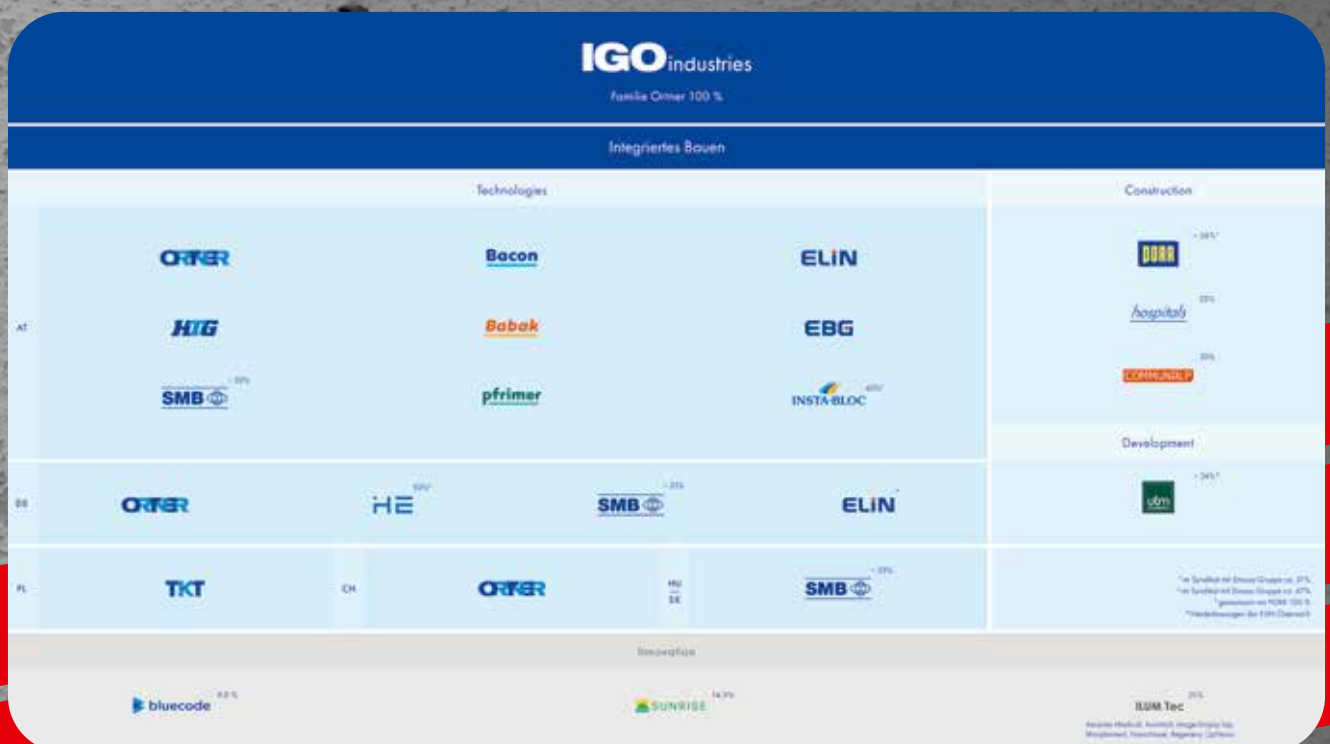 IGO industries
Familie Ortner 100 %
Integriertes Bauen
Technologies
Construction
AT
ORTNER
Bacon
ELIN
HTG
Babak
EBG
SMB
pfrimer
INSTA-BLOC
PORR
hospitals
COMMUNALP
Development
DE
ORTNER
HE
SMB
ELIN
ubm
PL
TKT
CH
ORTNER
HU
SMB
Innovation
bluecode
SUNRISE
ILUM Tec